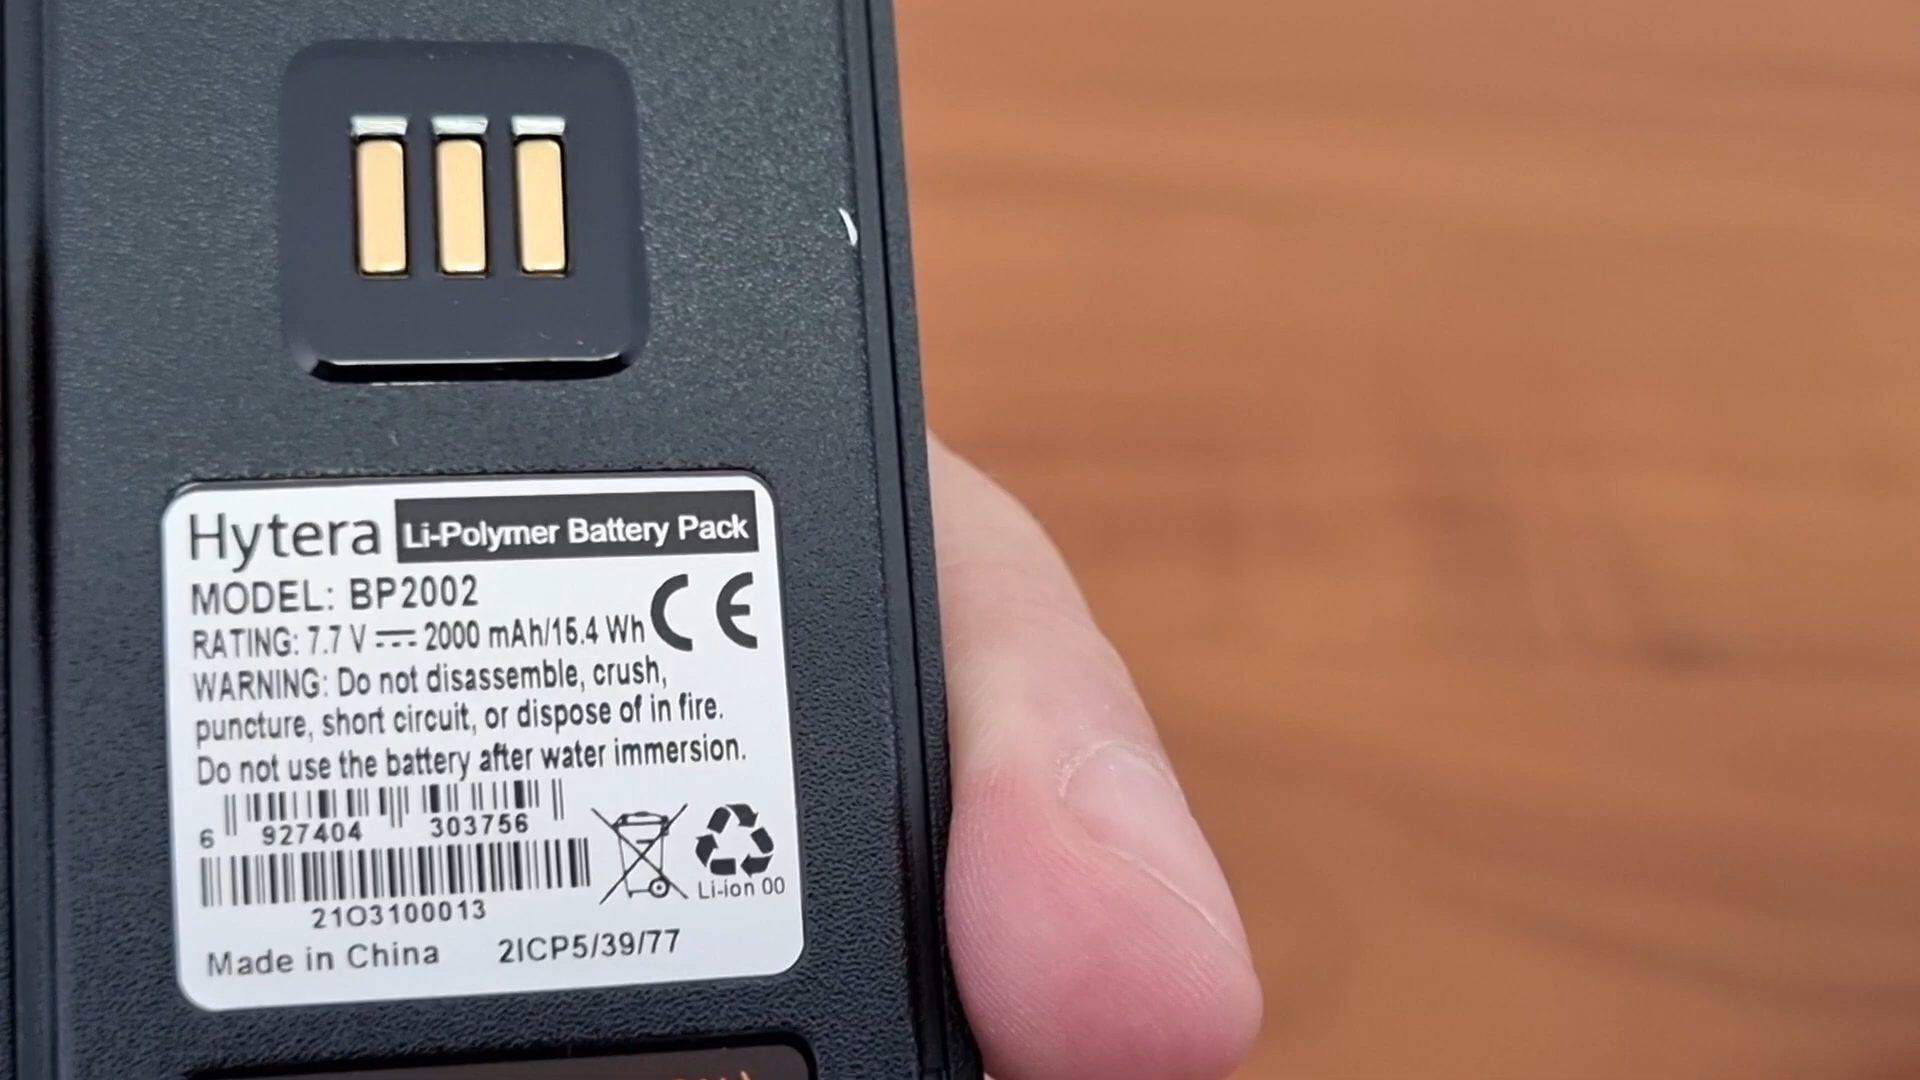 Hytera Li-Polymer Battery Pack
MODEL: BP2002
RATING: 7.7 V ⎓ 2000 mAh/15.4 Wh
WARNING: Do not disassemble, crush,
puncture, short circuit, or dispose of in fire.
Do not use the battery after water immersion.
6 927404 303756
21O3100013
Li-ion 00
Made in China 2ICP5/39/77